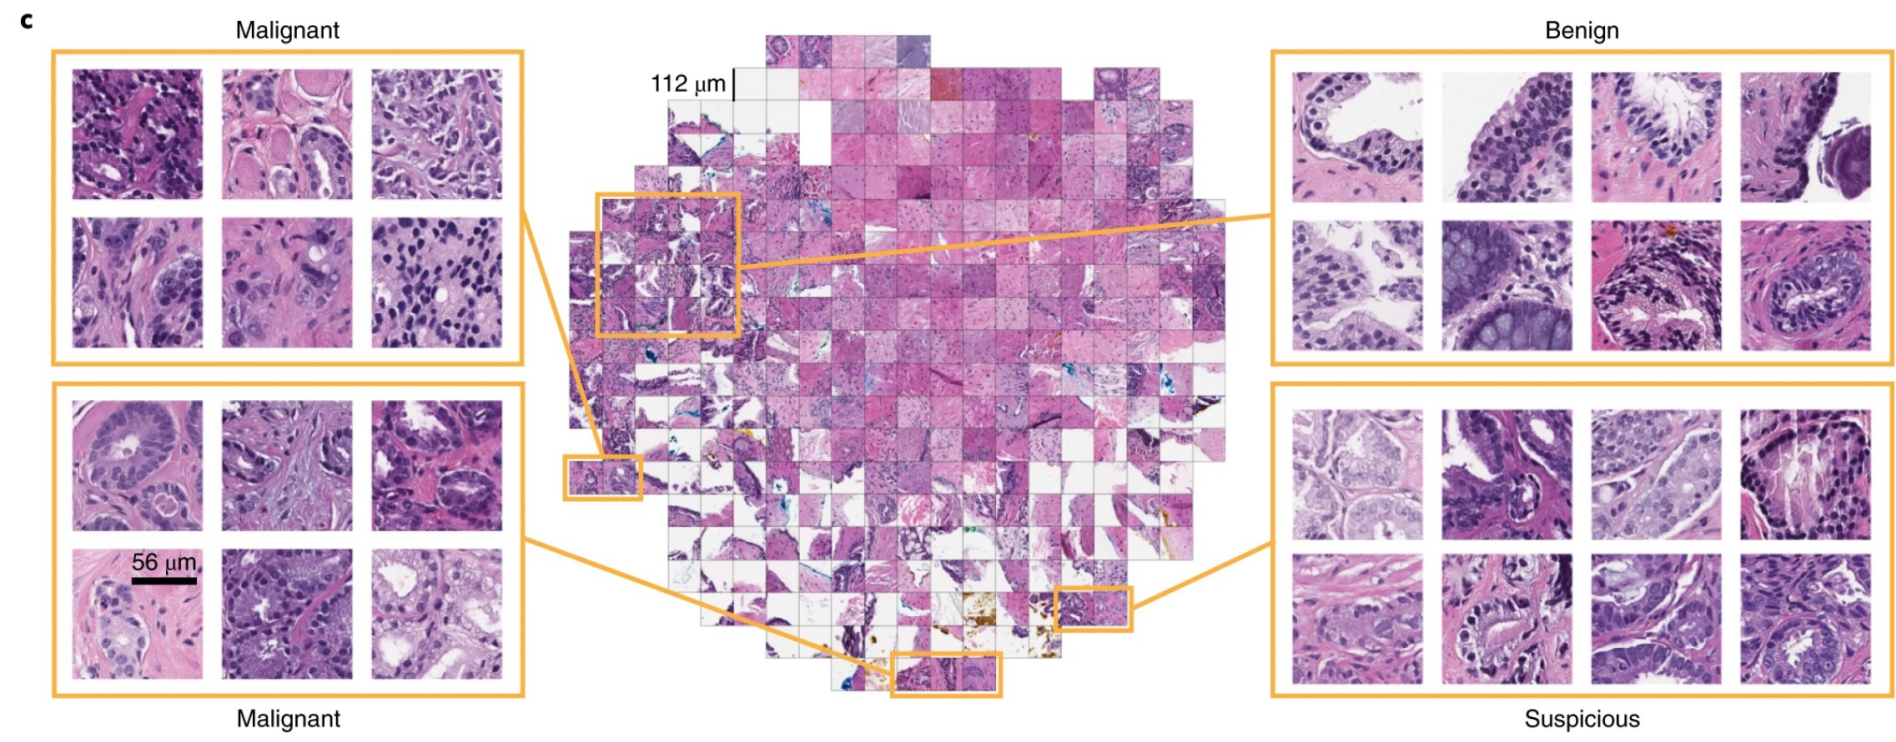 c
Malignant
Benign
112 μm
56 μm
Malignant
Suspicious